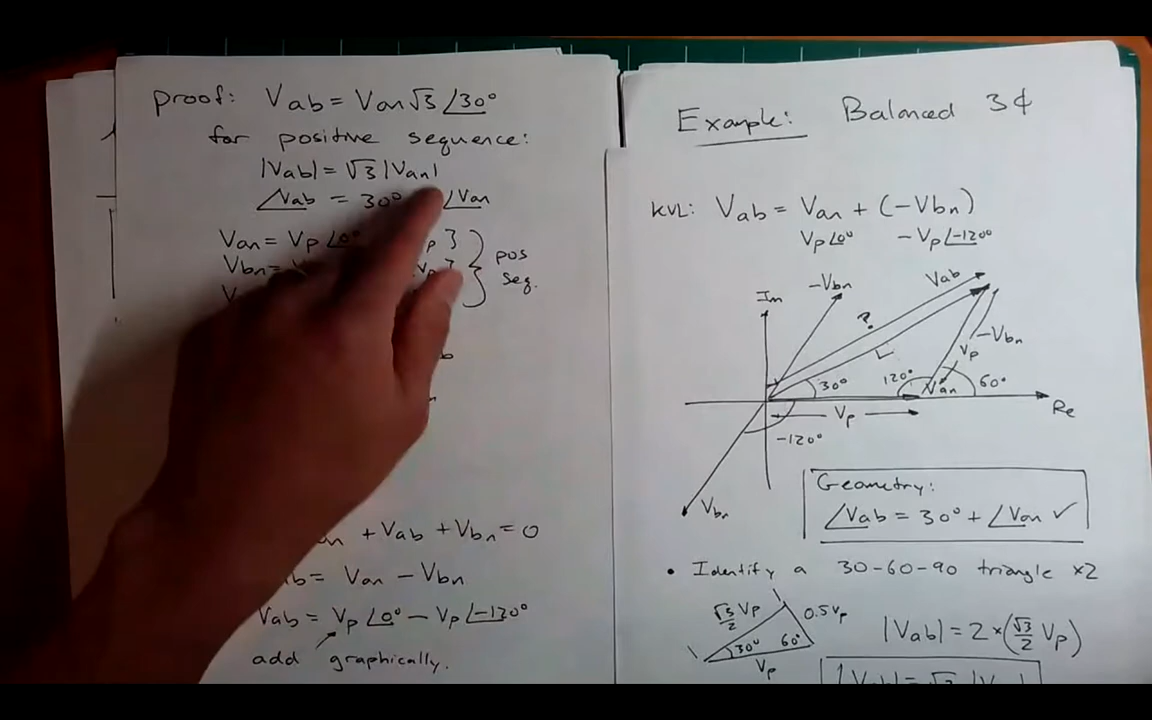 proof: Vab = Van√3 ∠30°
for positive sequence:
|Vab| = √3 |Van|
∠Vab = 30° ∠Van
Van = Vp ∠0° p }
Vbn =
pos
seq.
+ Vab + Vbn = 0
= Van − Vbn
Vab = Vp ∠0° − Vp ∠-120°
add graphically.
Example: Balanced 3¢
KVL: Vab = Van + (−Vbn)
Vp∠0° −Vp∠-120°
Im
−Vbn
Vab
?
−Vbn
Vp
30°
120°
Van
60°
Re
Vp
-120°
Vbn
Geometry:
∠Vab = 30° + ∠Van ✓
• Identify a 30-60-90 triangle ×2
√3/2 Vp
0.5Vp
30°
60°
Vp
|Vab| = 2 × (√3/2 Vp)